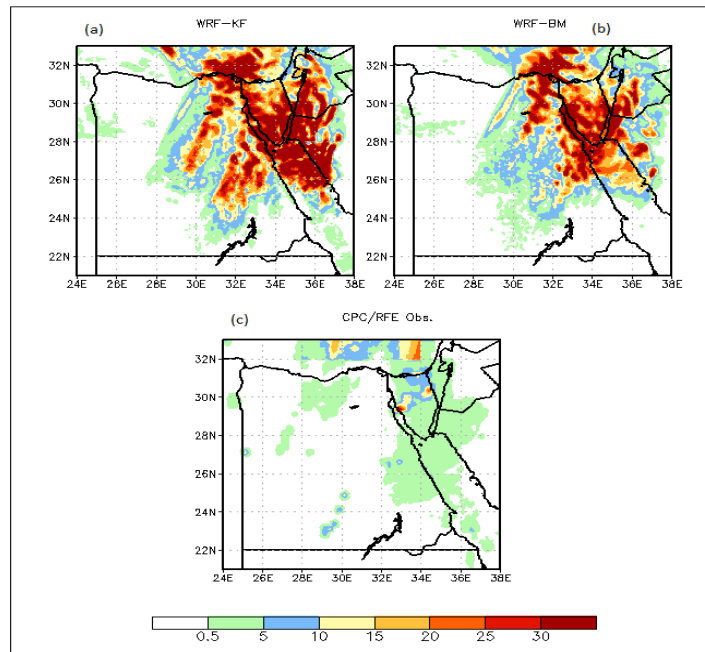 (a) WRF-KF
WRF-BM (b)
32N
30N
28N
26N
24N
22N
24E 26E 28E 30E 32E 34E 36E 38E
32N
30N
28N
26N
24N
22N
24E 26E 28E 30E 32E 34E 36E 38E
(c) CPC/RFE Obs.
32N
30N
28N
26N
24N
22N
24E 26E 28E 30E 32E 34E 36E 38E
0.5 5 10 15 20 25 30